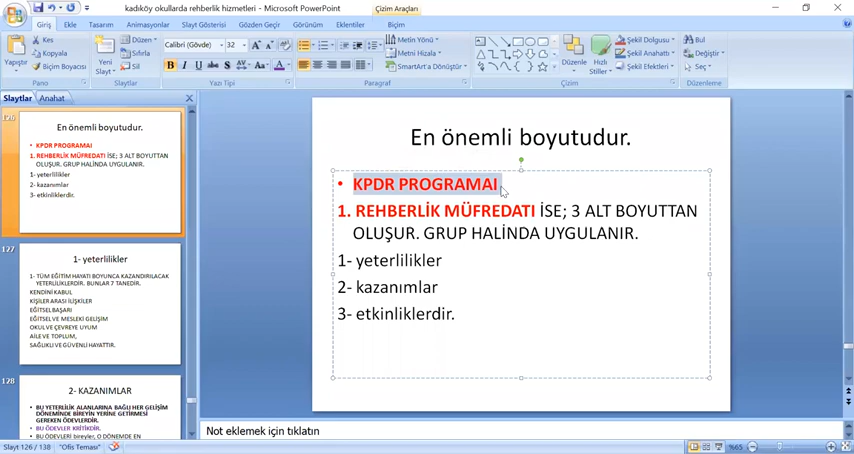 kadıköy okullarda rehberlik hizmetleri - Microsoft PowerPoint
Çizim Araçları
Giriş Ekle Tasarım Animasyonlar Slayt Gösterisi Gözden Geçir Görünüm Eklentiler Biçim
Yapıştır
Kes
Kopyala
Biçim Boyacısı
Pano
Yeni Slayt
Düzen
Sıfırla
Sil
Slaytlar
Calibri (Gövde) 32
Yazı Tipi
Metin Yönü
Metni Hizala
SmartArt'a Dönüştür
Paragraf
Düzenle
Hızlı Stiller
Şekil Dolgusu
Şekil Anahattı
Şekil Efektleri
Çizim
Bul
Değiştir
Seç
Düzenleme
Slaytlar Anahat
126
En önemli boyutudur.
• KPDR PROGRAMAI
1. REHBERLİK MÜFREDATI İSE; 3 ALT BOYUTTAN
OLUŞUR. GRUP HALİNDA UYGULANIR.
1- yeterlilikler
2- kazanımlar
3- etkinliklerdir.
127
1- yeterlilikler
1- TÜM EĞİTİM HAYATI BOYUNCA KAZANDIRILACAK
YETERLİLİKLERDİR. BUNLAR 7 TANEDİR.
KENDİNİ KABUL
KİŞİLER ARASI İLİŞKİLER
EĞİTSEL BAŞARI
EĞİTSEL VE MESLEKİ GELİŞİM
OKUL VE ÇEVREYE UYUM
AİLE VE TOPLUM,
SAĞLIKLI VE GÜVENLİ HAYATTIR.
128
2- KAZANIMLAR
BU YETERLİLİK ALANLARINA BAĞLI HER GELİŞİM
DÖNEMİNDE BİREYİN YERİNE GETİRMESİ
GEREKEN ÖDEVLERDİR.
BU ÖDEVLER KRİTİKDİR.
BU ÖDEVLERİ bireyler, O DÖNEMDE EN
En önemli boyutudur.
• KPDR PROGRAMAI
1. REHBERLİK MÜFREDATI İSE; 3 ALT BOYUTTAN
OLUŞUR. GRUP HALİNDA UYGULANIR.
1- yeterlilikler
2- kazanımlar
3- etkinliklerdir.
Not eklemek için tıklatın
Slayt 126 / 138 "Ofis Teması" %65